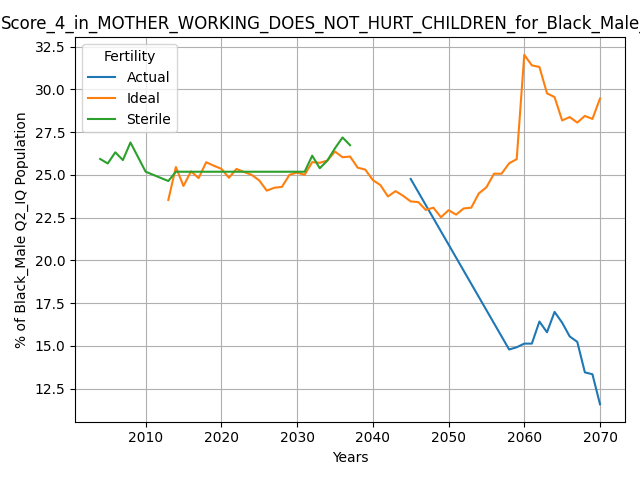 Score_4_in_MOTHER_WORKING_DOES_NOT_HURT_CHILDREN_for_Black_Male_
Fertility
Actual
Ideal
Sterile
% of Black_Male Q2_IQ Population
32.5
30.0
27.5
25.0
22.5
20.0
17.5
15.0
12.5
2010 2020 2030 2040 2050 2060 2070
Years